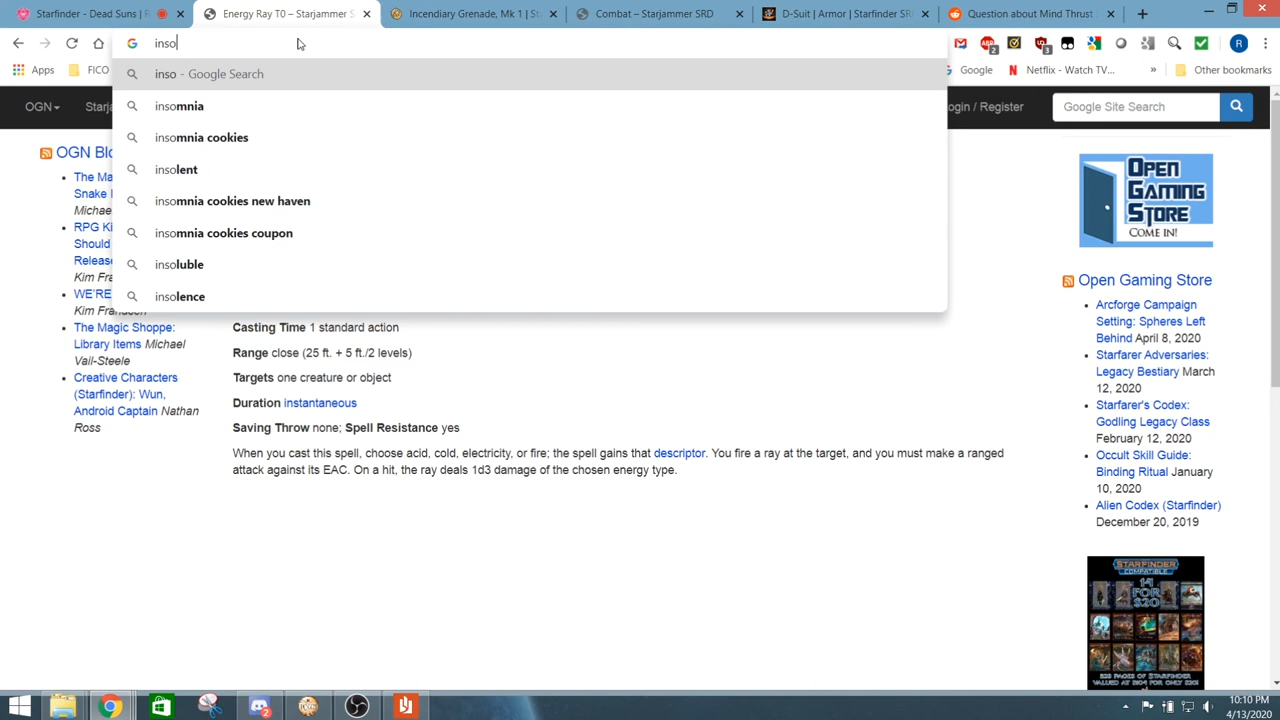 Starfinder - Dead Suns | R
Energy Ray T0 – Starjammer S
Incendiary Grenade, Mk 1 | St
Combat – Starjammer SRD
D-Suit | Armor | Starfinder SR
Question about Mind Thrust
inso
Apps
FICO
Google
Netflix - Watch TV...
»
Other bookmarks
inso - Google Search
insomnia
insomnia cookies
insolent
insomnia cookies new haven
insomnia cookies coupon
insoluble
insolence
OGN
Starja
ogin / Register
Google Site Search
OGN Blo
The Ma
Snake
Michae
RPG Ki
Should
Release
Kim Fra
WE'RE
Kim Frandsen
The Magic Shoppe:
Library Items Michael
Vail-Steele
Creative Characters
(Starfinder): Wun,
Android Captain Nathan
Ross
Casting Time 1 standard action
Range close (25 ft. + 5 ft./2 levels)
Targets one creature or object
Duration instantaneous
Saving Throw none; Spell Resistance yes
When you cast this spell, choose acid, cold, electricity, or fire; the spell gains that descriptor. You fire a ray at the target, and you must make a ranged
attack against its EAC. On a hit, the ray deals 1d3 damage of the chosen energy type.
OPEN
GAMING
STORE
COME IN!
Open Gaming Store
Arcforge Campaign
Setting: Spheres Left
Behind April 8, 2020
Starfarer Adversaries:
Legacy Bestiary March
12, 2020
Starfarer's Codex:
Godling Legacy Class
February 12, 2020
Occult Skill Guide:
Binding Ritual January
10, 2020
Alien Codex (Starfinder)
December 20, 2019
STARFINDER
COMPATIBLE
14
FOR
$20
10:10 PM
4/13/2020